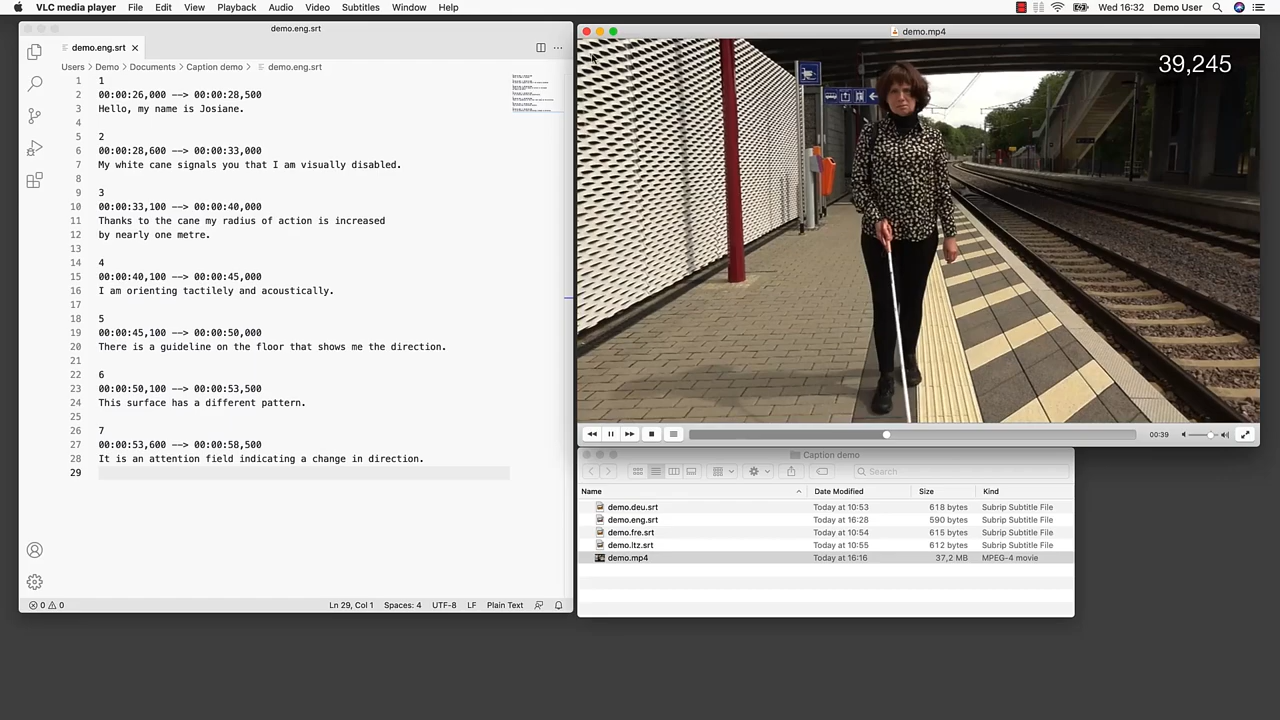 VLC media player File Edit View Playback Audio Video Subtitles Window Help Wed 16:32 Demo User
demo.eng.srt
demo.eng.srt
Users > Demo > Documents > Caption demo > demo.eng.srt
1 1
2 00:00:26,000 --> 00:00:28,500
3 Hello, my name is Josiane.
4
5 2
6 00:00:28,600 --> 00:00:33,000
7 My white cane signals you that I am visually disabled.
8
9 3
10 00:00:33,100 --> 00:00:40,000
11 Thanks to the cane my radius of action is increased
12 by nearly one metre.
13
14 4
15 00:00:40,100 --> 00:00:45,000
16 I am orienting tactilely and acoustically.
17
18 5
19 00:00:45,100 --> 00:00:50,000
20 There is a guideline on the floor that shows me the direction.
21
22 6
23 00:00:50,100 --> 00:00:53,500
24 This surface has a different pattern.
25
26 7
27 00:00:53,600 --> 00:00:58,500
28 It is an attention field indicating a change in direction.
29
0 0 Ln 29, Col 1 Spaces: 4 UTF-8 LF Plain Text
demo.mp4
39,245
00:39
Caption demo
Search
Name Date Modified Size Kind
demo.deu.srt Today at 10:53 618 bytes Subrip Subtitle File
demo.eng.srt Today at 16:28 590 bytes Subrip Subtitle File
demo.fre.srt Today at 10:54 615 bytes Subrip Subtitle File
demo.ltz.srt Today at 10:55 612 bytes Subrip Subtitle File
demo.mp4 Today at 16:16 37,2 MB MPEG-4 movie